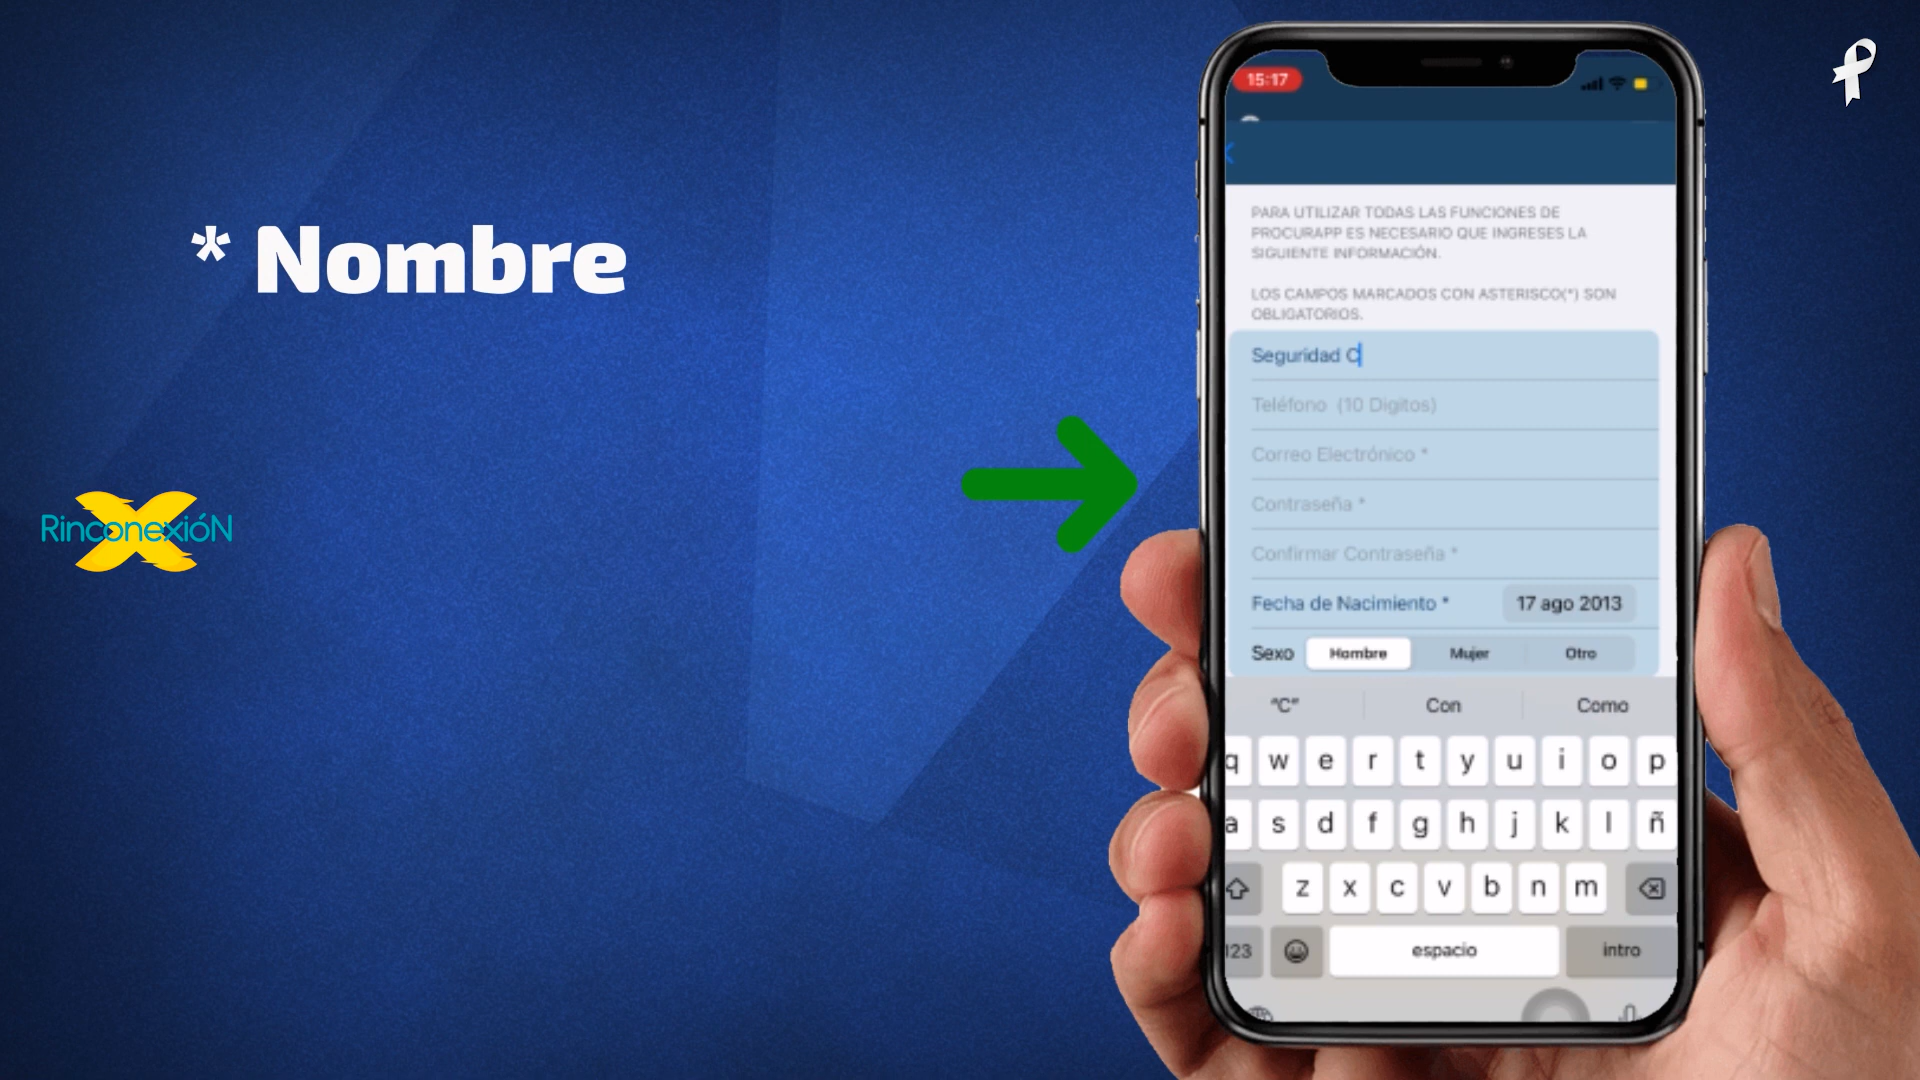 * Nombre
RinconexióN
15:17
PARA UTILIZAR TODAS LAS FUNCIONES DE
PROCURAPP ES NECESARIO QUE INGRESES LA
SIGUIENTE INFORMACIÓN.
LOS CAMPOS MARCADOS CON ASTERISCO(*) SON
OBLIGATORIOS.
Seguridad C
Teléfono (10 Digitos)
Correo Electrónico *
Contraseña *
Confirmar Contraseña *
Fecha de Nacimiento * 17 ago 2013
Sexo Hombre Mujer Otro
"C" Con Como
q w e r t y u i o p
a s d f g h j k l ñ
z x c v b n m
123 espacio intro